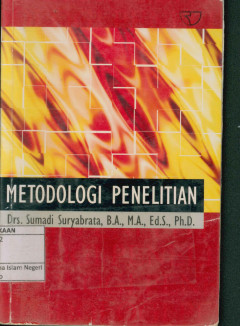 METODOLOGI PENELITIAN
Drs. Sumadi Suryabrata, B.A., M.A., Ed.S., Ph.D.
KAAN
2
a Islam Negeri